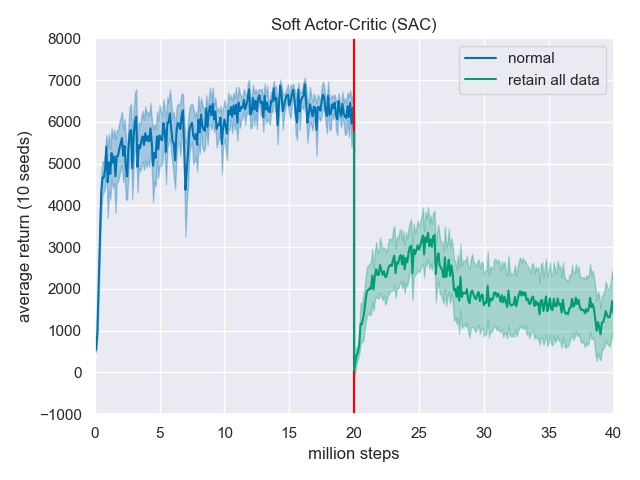 Soft Actor-Critic (SAC)
8000
7000
6000
5000
4000
3000
2000
1000
0
−1000
average return (10 seeds)
normal
retain all data
0 5 10 15 20 25 30 35 40
million steps